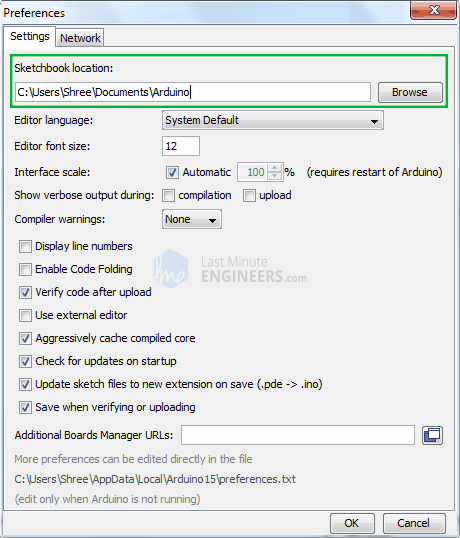 Preferences
Settings Network
Sketchbook location:
C:\Users\Shree\Documents\Arduino Browse
Editor language: System Default
Editor font size: 12
Interface scale: Automatic 100 % (requires restart of Arduino)
Show verbose output during: compilation upload
Compiler warnings: None
Display line numbers
Enable Code Folding
Last Minute
ENGINEERS.com
Verify code after upload
Use external editor
Aggressively cache compiled core
Check for updates on startup
Update sketch files to new extension on save (.pde -> .ino)
Save when verifying or uploading
Additional Boards Manager URLs:
More preferences can be edited directly in the file
C:\Users\Shree\AppData\Local\Arduino15\preferences.txt
(edit only when Arduino is not running)
OK Cancel